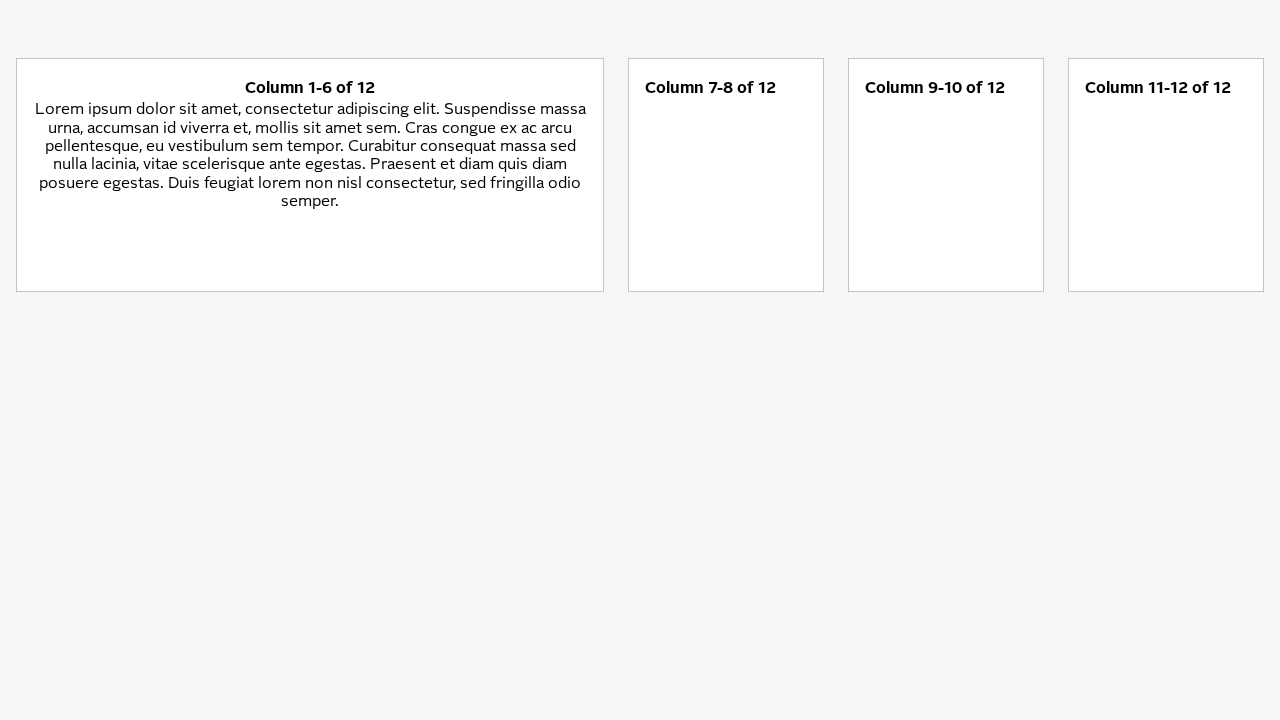 Column 1-6 of 12
Lorem ipsum dolor sit amet, consectetur adipiscing elit. Suspendisse massa
urna, accumsan id viverra et, mollis sit amet sem. Cras congue ex ac arcu
pellentesque, eu vestibulum sem tempor. Curabitur consequat massa sed
nulla lacinia, vitae scelerisque ante egestas. Praesent et diam quis diam
posuere egestas. Duis feugiat lorem non nisl consectetur, sed fringilla odio
semper.
Column 7-8 of 12
Column 9-10 of 12
Column 11-12 of 12